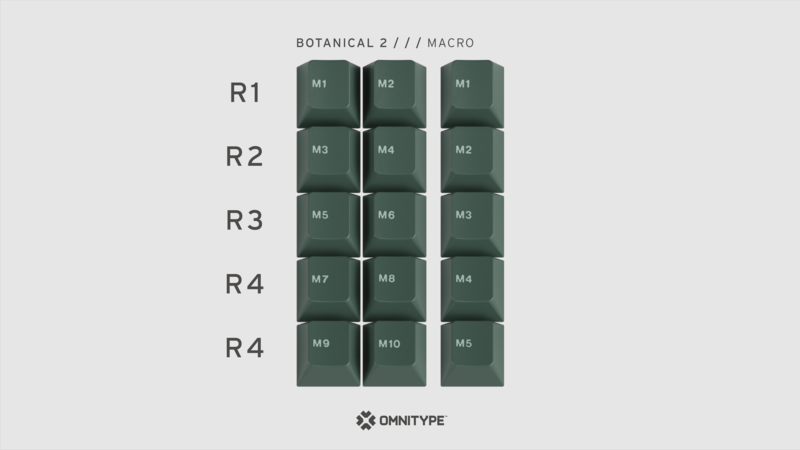 BOTANICAL 2 /// MACRO
R1 M1 M2 M1
R2 M3 M4 M2
R3 M5 M6 M3
R4 M7 M8 M4
R4 M9 M10 M5
OMNITYPE™